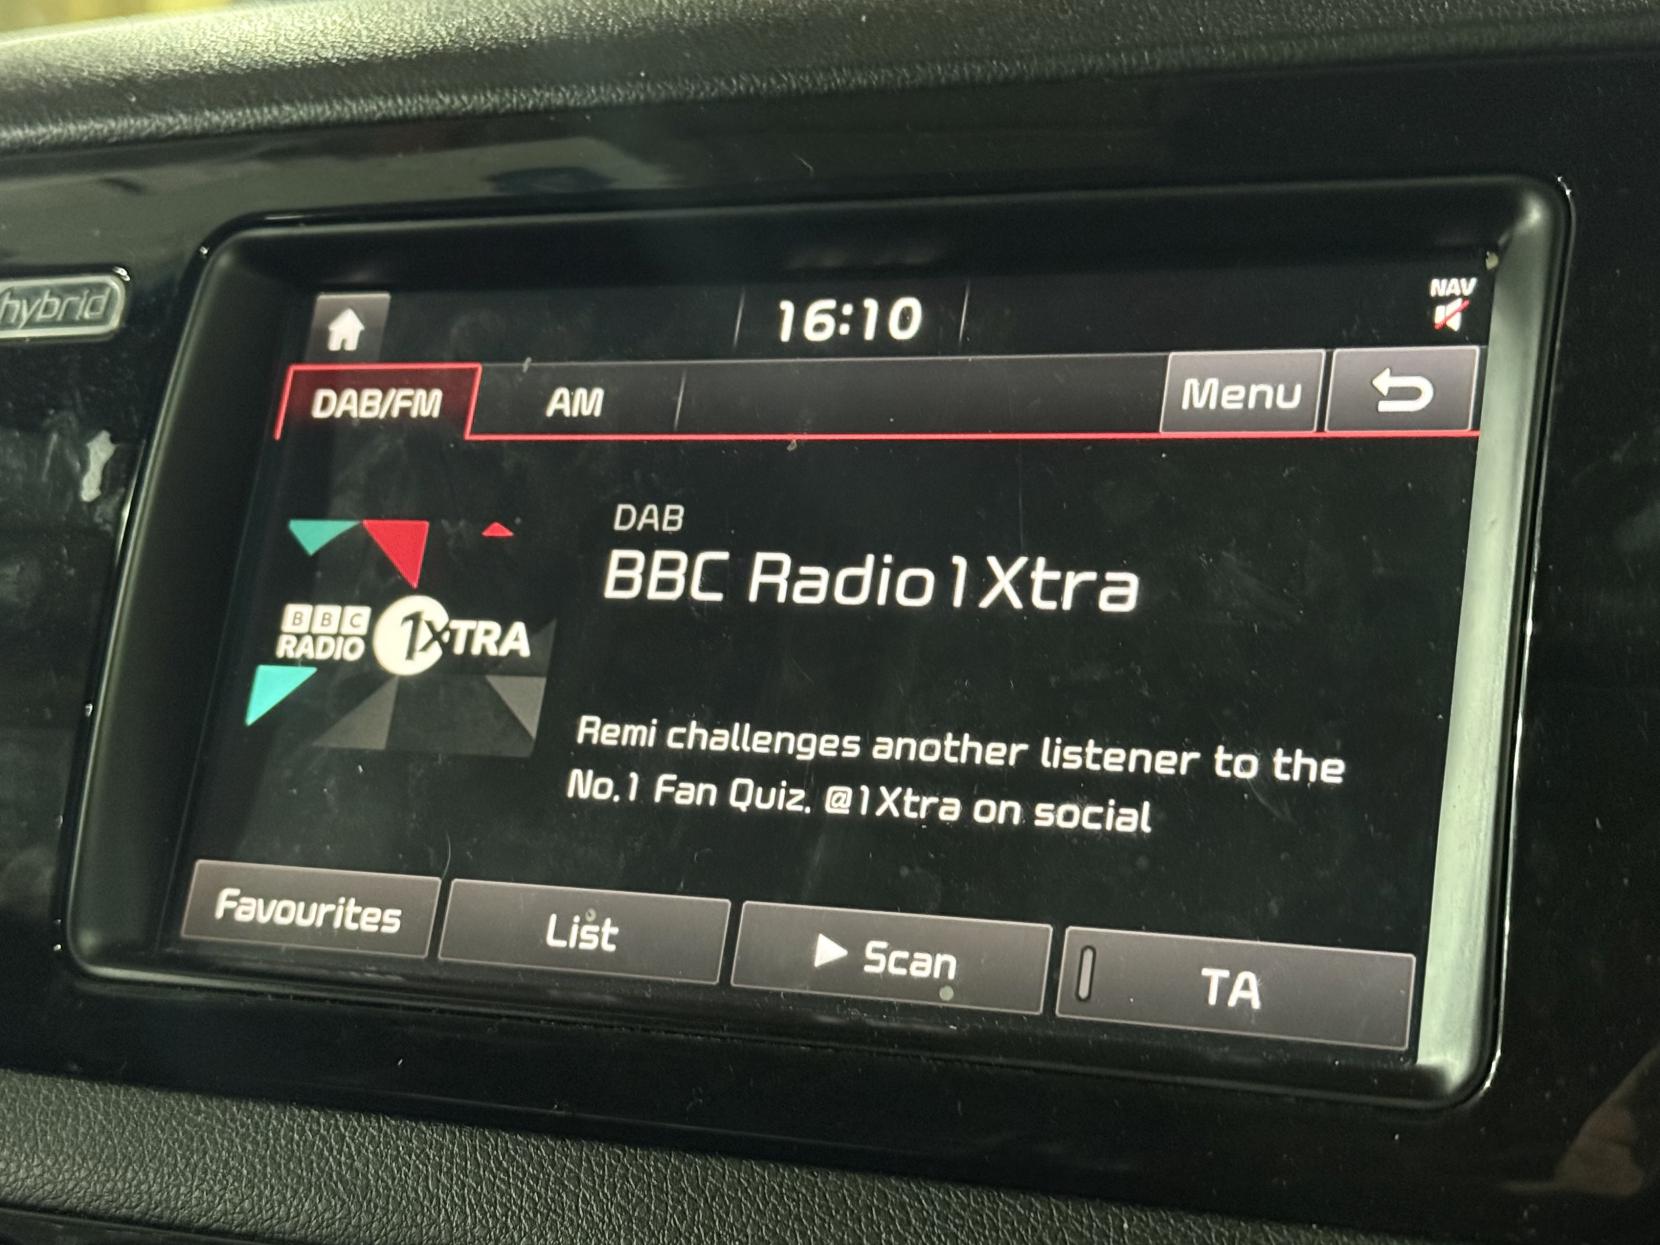 hybrid
16:10
NAV
DAB/FM
AM
Menu
DAB
BBC Radio 1Xtra
BBC
RADIO
1XTRA
Remi challenges another listener to the
No.1 Fan Quiz. @1Xtra on social
Favourites
List
Scan
TA